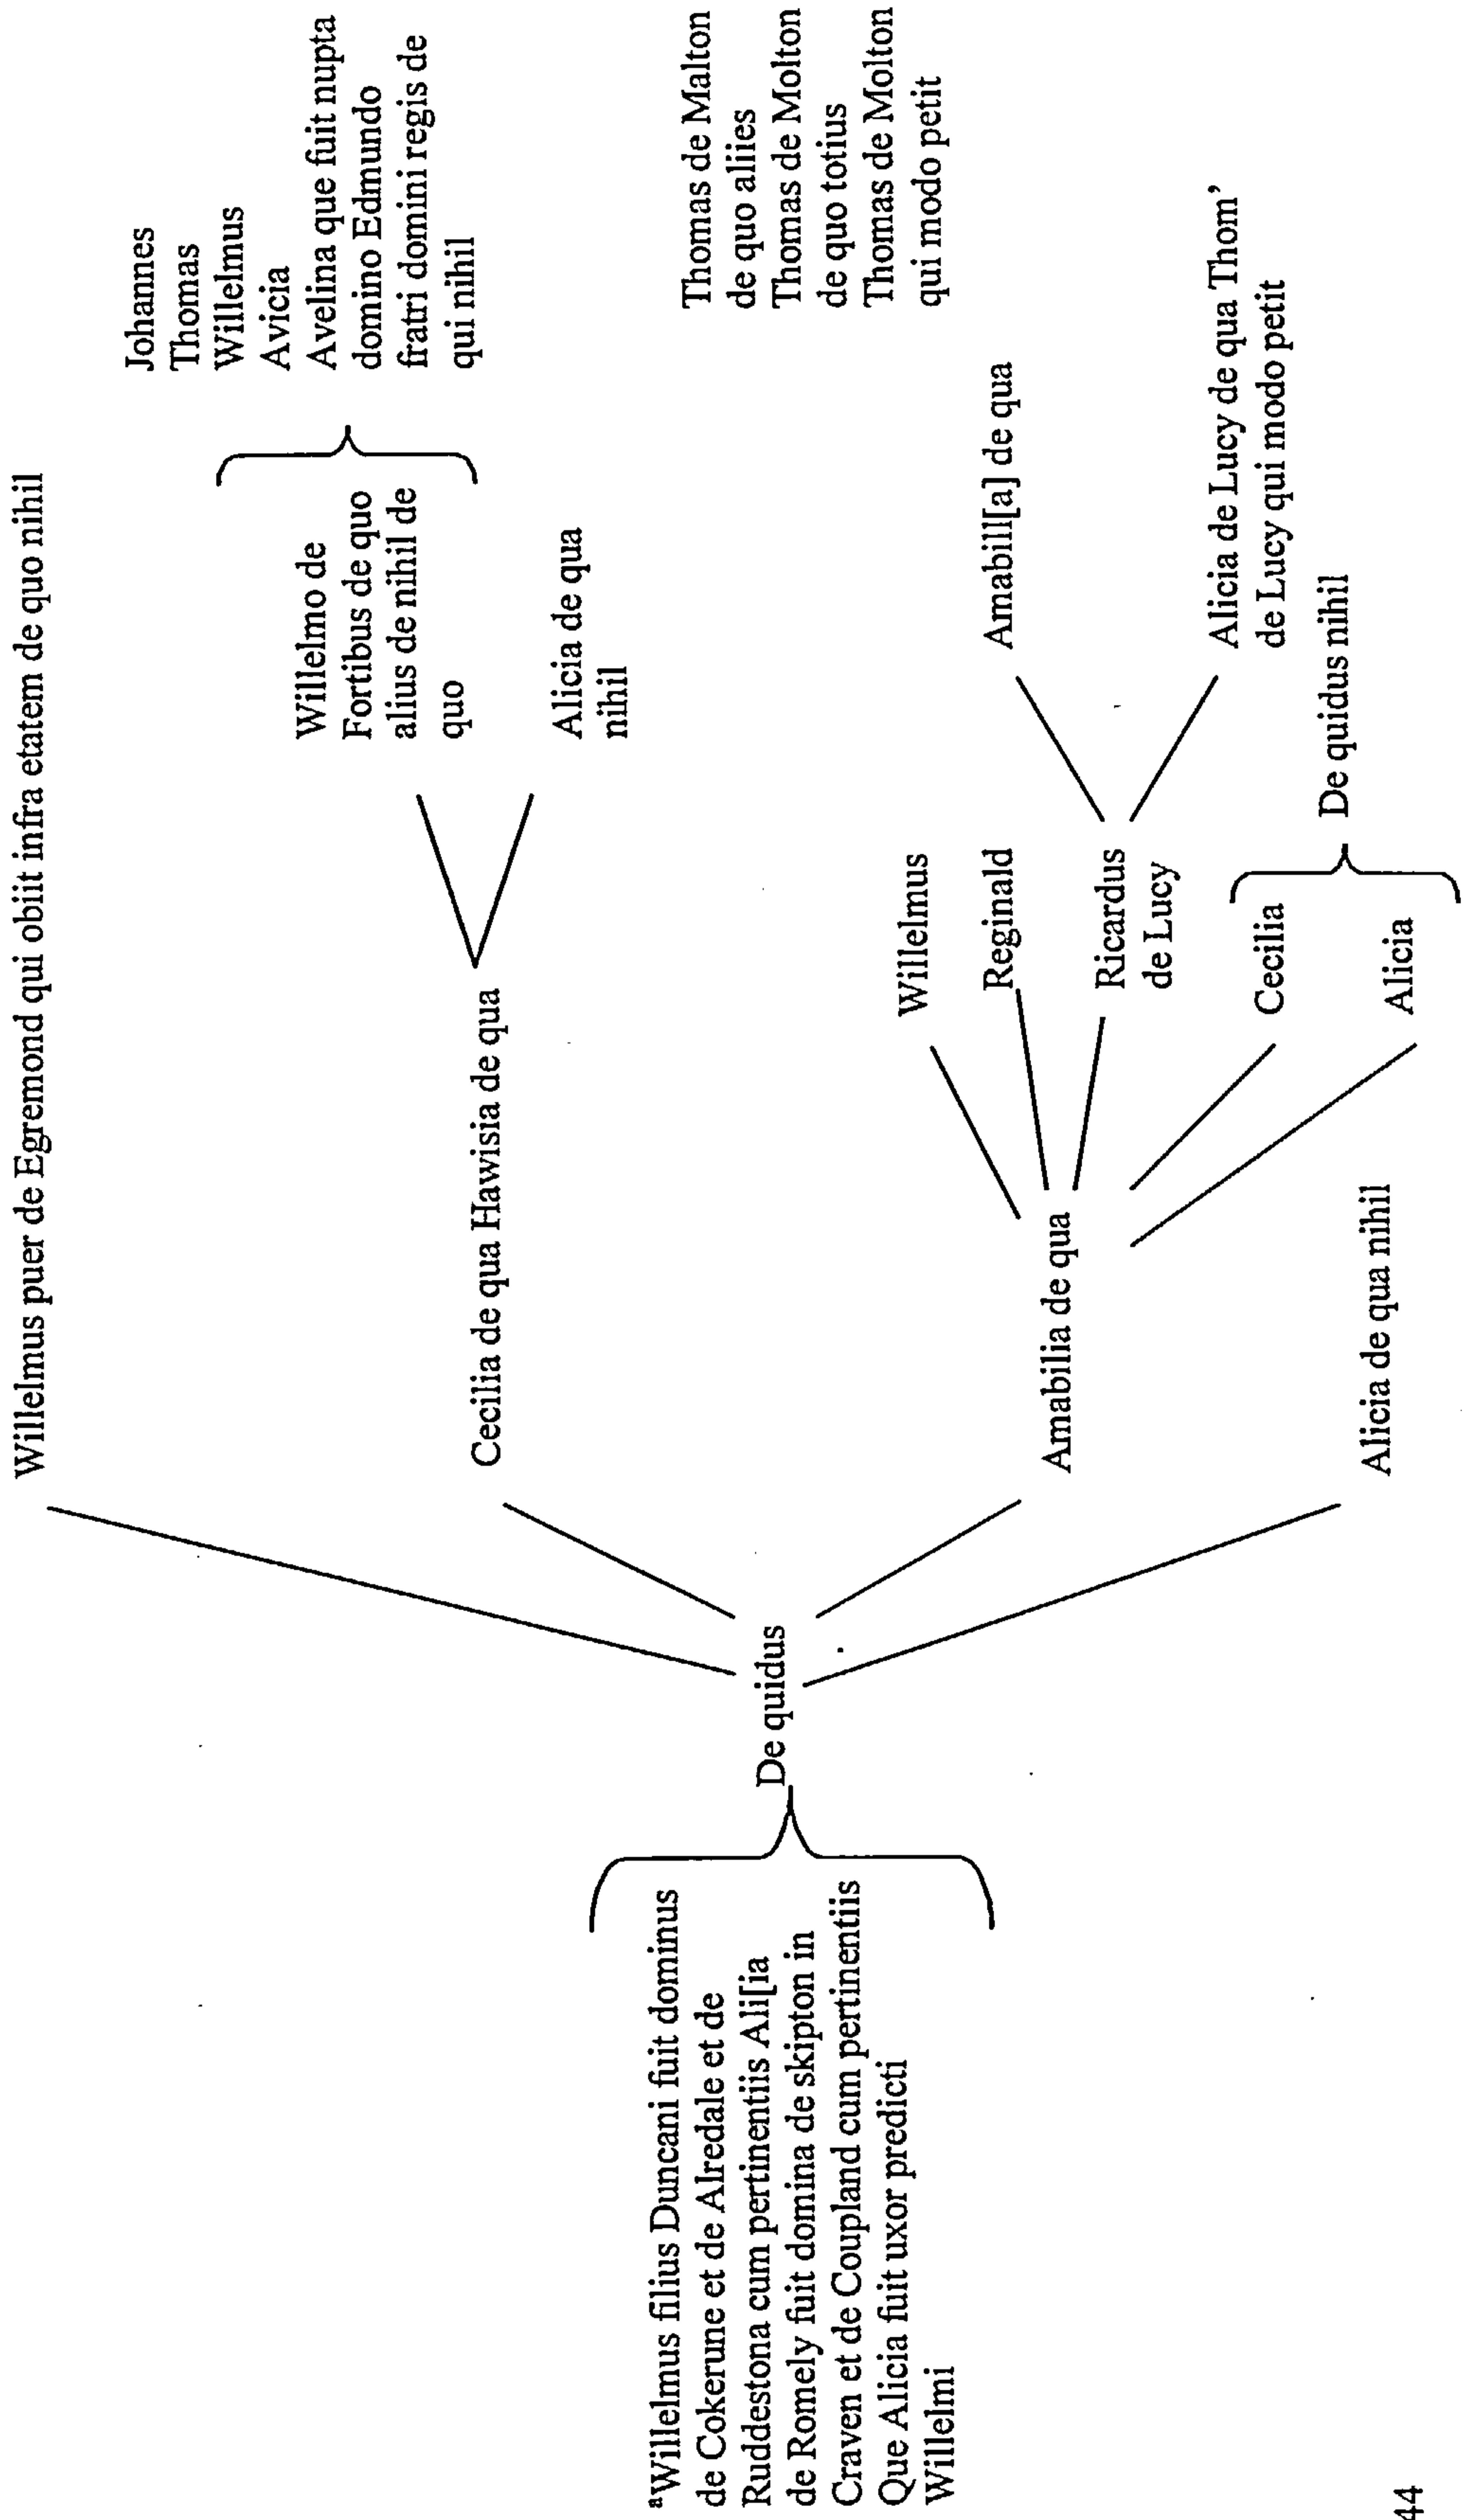 ᵃWillelmus filius Duncani fuit dominus
de Cokerune et de Alredale et de
Ruddestona cum pertinentiis Ali[ia
de Romely fuit domina de skipton in
Craven et de Coupland cum pertinentiis
Que Alicia fuit uxor predicti
Willelmi
De quidus
Willelmus puer de Egremond qui obiit infra etatem de quo nihil
Cecilia de qua Hawisia de qua
Willelmo de
Fortibus de quo
alius de nihil de
quo
Alicia de qua
nihil
Johannes
Thomas
Willelmus
Avicia
Avelina que fuit nupta
domino Edmundo
fratri domini regis de
qui nihil
Amabilia de qua
Willelmus
Reginald
Ricardus
de Lucy
Cecilia
Alicia
De quidus nihil
Amabill[a] de qua
Alicia de Lucy de qua Thom’
de Lucy qui modo petit
Thomas de Malton
de quo aliies
Thomas de Molton
de quo totius
Thomas de Molton
qui modo petit
Alicia de qua nihil
44